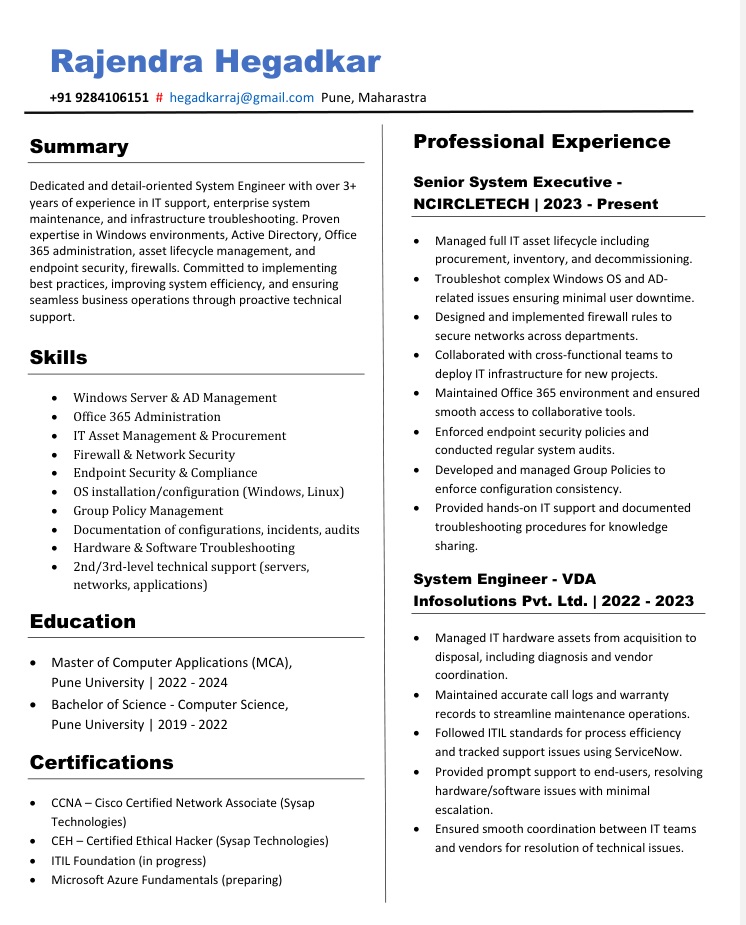 Rajendra Hegadkar
+91 9284106151 # hegadkarraj@gmail.com Pune, Maharastra
Summary
Dedicated and detail-oriented System Engineer with over 3+
years of experience in IT support, enterprise system
maintenance, and infrastructure troubleshooting. Proven
expertise in Windows environments, Active Directory, Office
365 administration, asset lifecycle management, and
endpoint security, firewalls. Committed to implementing
best practices, improving system efficiency, and ensuring
seamless business operations through proactive technical
support.
Skills
• Windows Server & AD Management
• Office 365 Administration
• IT Asset Management & Procurement
• Firewall & Network Security
• Endpoint Security & Compliance
• OS installation/configuration (Windows, Linux)
• Group Policy Management
• Documentation of configurations, incidents, audits
• Hardware & Software Troubleshooting
• 2nd/3rd-level technical support (servers,
networks, applications)
Education
• Master of Computer Applications (MCA),
Pune University | 2022 - 2024
• Bachelor of Science - Computer Science,
Pune University | 2019 - 2022
Certifications
• CCNA – Cisco Certified Network Associate (Sysap
Technologies)
• CEH – Certified Ethical Hacker (Sysap Technologies)
• ITIL Foundation (in progress)
• Microsoft Azure Fundamentals (preparing)
Professional Experience
Senior System Executive -
NCIRCLETECH | 2023 - Present
• Managed full IT asset lifecycle including
procurement, inventory, and decommissioning.
• Troubleshot complex Windows OS and AD-
related issues ensuring minimal user downtime.
• Designed and implemented firewall rules to
secure networks across departments.
• Collaborated with cross-functional teams to
deploy IT infrastructure for new projects.
• Maintained Office 365 environment and ensured
smooth access to collaborative tools.
• Enforced endpoint security policies and
conducted regular system audits.
• Developed and managed Group Policies to
enforce configuration consistency.
• Provided hands-on IT support and documented
troubleshooting procedures for knowledge
sharing.
System Engineer - VDA
Infosolutions Pvt. Ltd. | 2022 - 2023
• Managed IT hardware assets from acquisition to
disposal, including diagnosis and vendor
coordination.
• Maintained accurate call logs and warranty
records to streamline maintenance operations.
• Followed ITIL standards for process efficiency
and tracked support issues using ServiceNow.
• Provided prompt support to end-users, resolving
hardware/software issues with minimal
escalation.
• Ensured smooth coordination between IT teams
and vendors for resolution of technical issues.